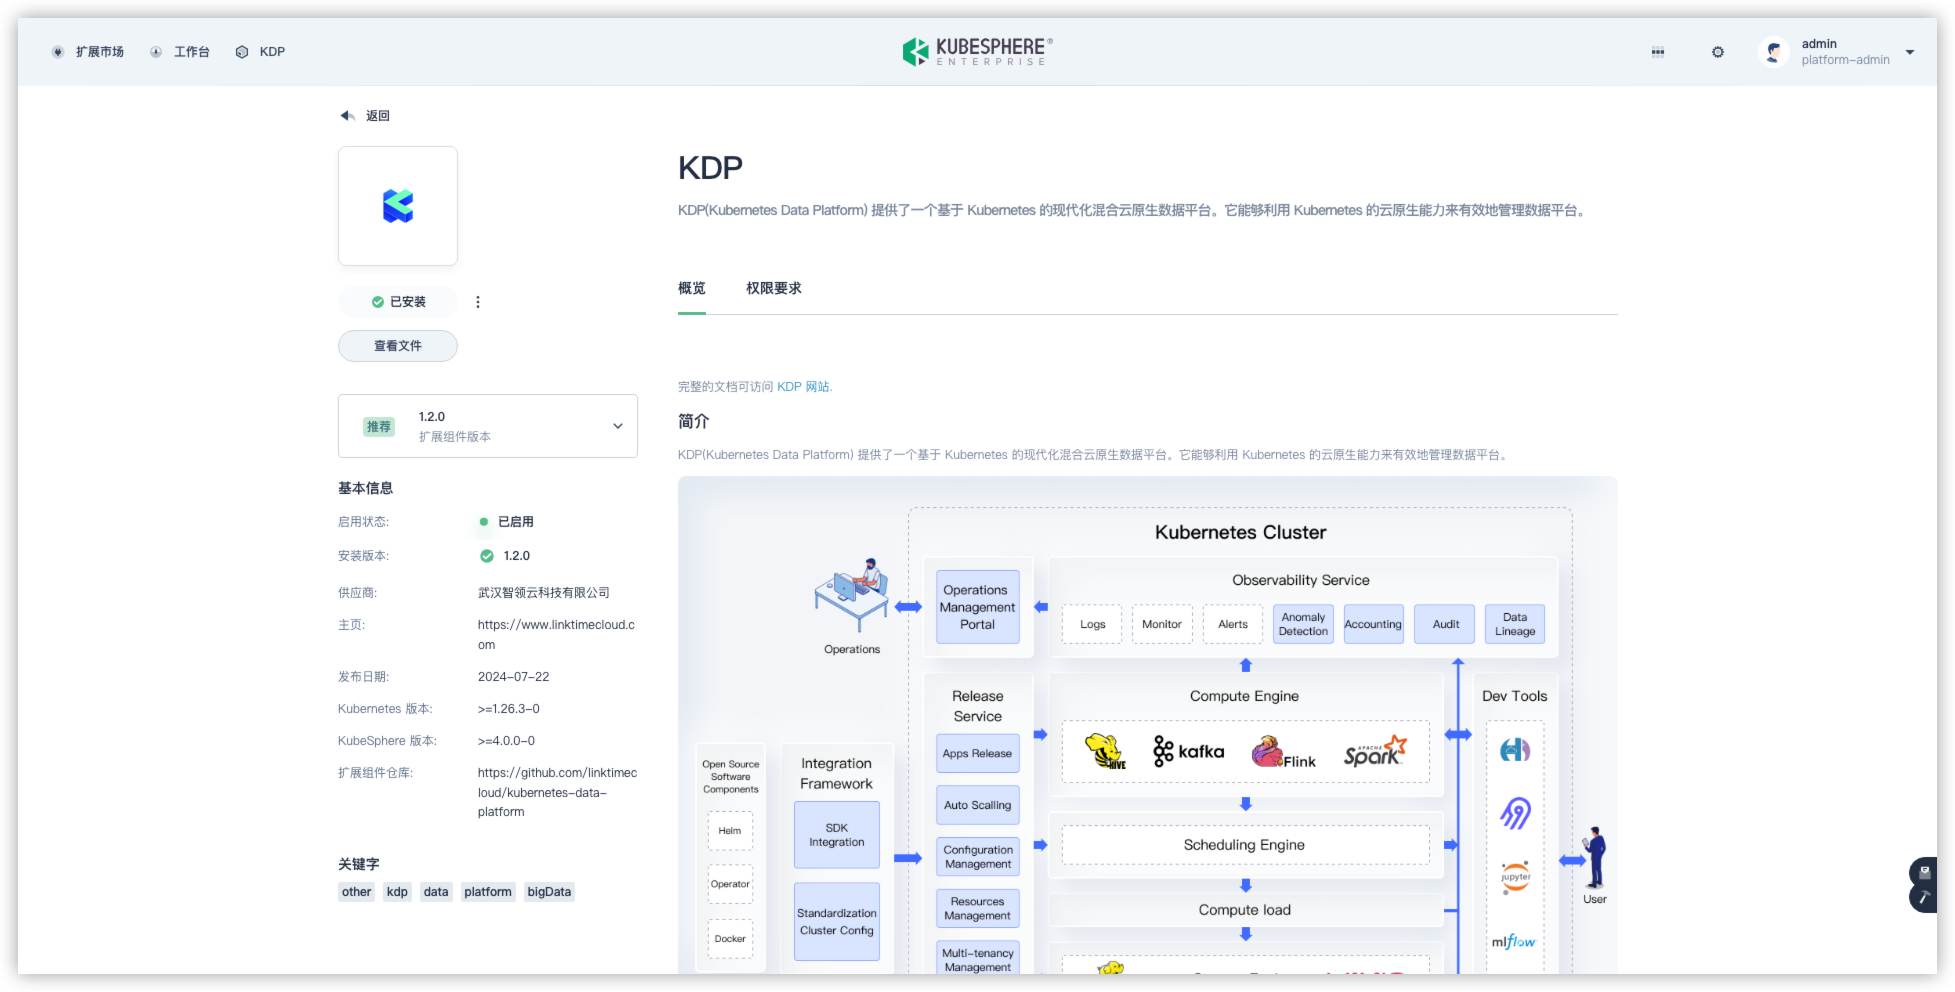 扩展市场
工作台
KDP
KUBESPHERE®
ENTERPRISE
admin
platform-admin
返回
已安装
查看文件
推荐
1.2.0
扩展组件版本
基本信息
启用状态:
已启用
安装版本:
1.2.0
供应商:
武汉智领云科技有限公司
主页:
https://www.linktimecloud.c
om
发布日期:
2024-07-22
Kubernetes 版本:
>=1.26.3-0
KubeSphere 版本:
>=4.0.0-0
扩展组件仓库:
https://github.com/linktimec
loud/kubernetes-data-
platform
关键字
other
kdp
data
platform
bigData
KDP
KDP(Kubernetes Data Platform) 提供了一个基于 Kubernetes 的现代化混合云原生数据平台。它能够利用 Kubernetes 的云原生能力来有效地管理数据平台。
概览
权限要求
完整的文档可访问 KDP 网站.
简介
KDP(Kubernetes Data Platform) 提供了一个基于 Kubernetes 的现代化混合云原生数据平台。它能够利用 Kubernetes 的云原生能力来有效地管理数据平台。
Kubernetes Cluster
Operations
Operations
Management
Portal
Observability Service
Logs
Monitor
Alerts
Anomaly
Detection
Accounting
Audit
Data
Lineage
Open Source
Software
Components
Helm
Operator
Docker
Integration
Framework
SDK
Integration
Standardization
Cluster Config
Release
Service
Apps Release
Auto Scalling
Configuration
Management
Resources
Management
Multi-tenancy
Management
Compute Engine
HIVE
kafka
Flink
APACHE
Spark
Scheduling Engine
Compute load
Dev Tools
jupyter
mlflow
User